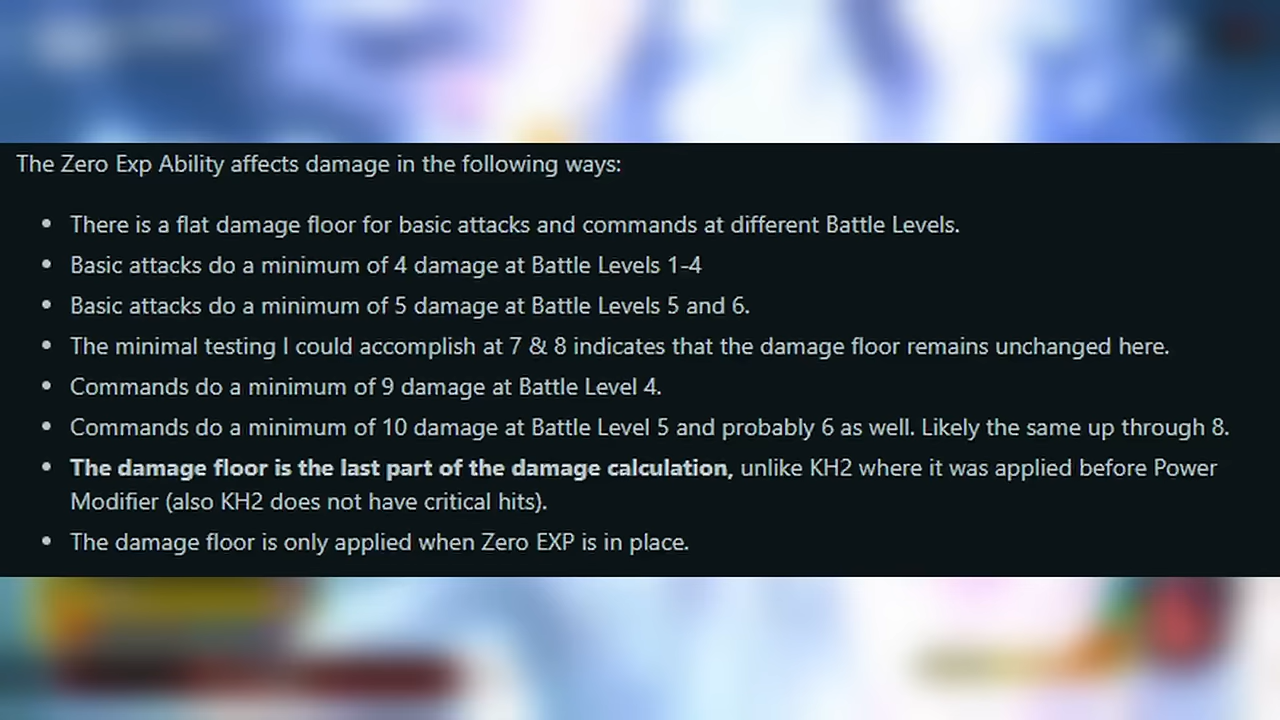 The Zero Exp Ability affects damage in the following ways:
• There is a flat damage floor for basic attacks and commands at different Battle Levels.
• Basic attacks do a minimum of 4 damage at Battle Levels 1-4
• Basic attacks do a minimum of 5 damage at Battle Levels 5 and 6.
• The minimal testing I could accomplish at 7 & 8 indicates that the damage floor remains unchanged here.
• Commands do a minimum of 9 damage at Battle Level 4.
• Commands do a minimum of 10 damage at Battle Level 5 and probably 6 as well. Likely the same up through 8.
• The damage floor is the last part of the damage calculation, unlike KH2 where it was applied before Power
Modifier (also KH2 does not have critical hits).
• The damage floor is only applied when Zero EXP is in place.